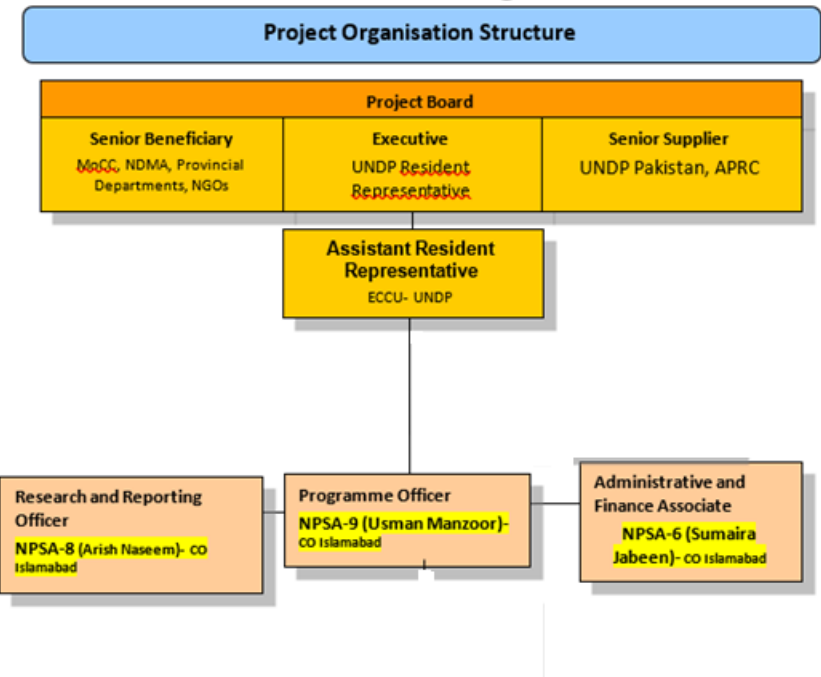 Project Organisation Structure
Project Board
Senior Beneficiary
MoCC, NDMA, Provincial
Departments, NGOs
Executive
UNDP Resident
Representative
Senior Supplier
UNDP Pakistan, APRC
Assistant Resident
Representative
ECCU- UNDP
Research and Reporting
Officer
NPSA-8 (Arish Naseem)- CO
Islamabad
Programme Officer
NPSA-9 (Usman Manzoor)-
CO Islamabad
Administrative and
Finance Associate
NPSA-6 (Sumaira
Jabeen)- CO Islamabad